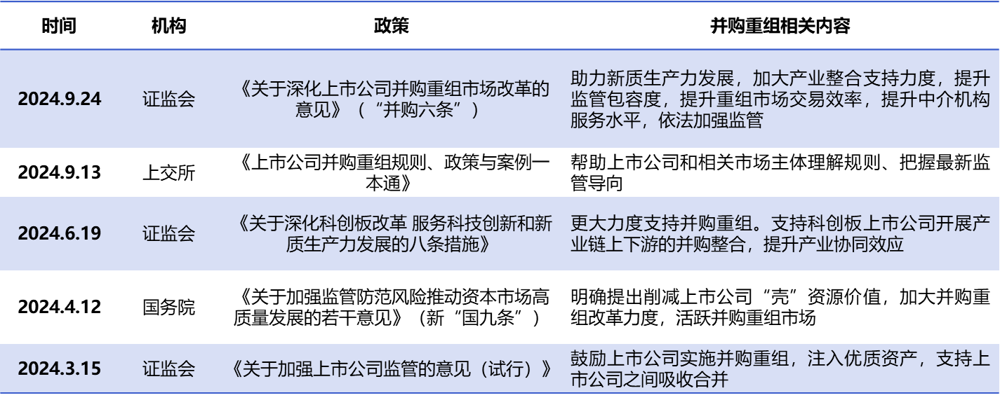 时间 机构 政策 并购重组相关内容
2024.9.24 证监会
《关于深化上市公司并购重组市场改革的
意见》（“并购六条”）
助力新质生产力发展，加大产业整合支持力度，提升
监管包容度，提升重组市场交易效率，提升中介机构
服务水平，依法加强监管
2024.9.13 上交所
《上市公司并购重组规则、政策与案例一
本通》
帮助上市公司和相关市场主体理解规则、把握最新监
管导向
2024.6.19 证监会
《关于深化科创板改革 服务科技创新和新
质生产力发展的八条措施》
更大力度支持并购重组。支持科创板上市公司开展产
业链上下游的并购整合，提升产业协同效应
2024.4.12 国务院
《关于加强监管防范风险推动资本市场高
质量发展的若干意见》（新“国九条”）
明确提出削减上市公司“壳”资源价值，加大并购重
组改革力度，活跃并购重组市场
2024.3.15 证监会
《关于加强上市公司监管的意见（试行）》
鼓励上市公司实施并购重组，注入优质资产，支持上
市公司之间吸收合并